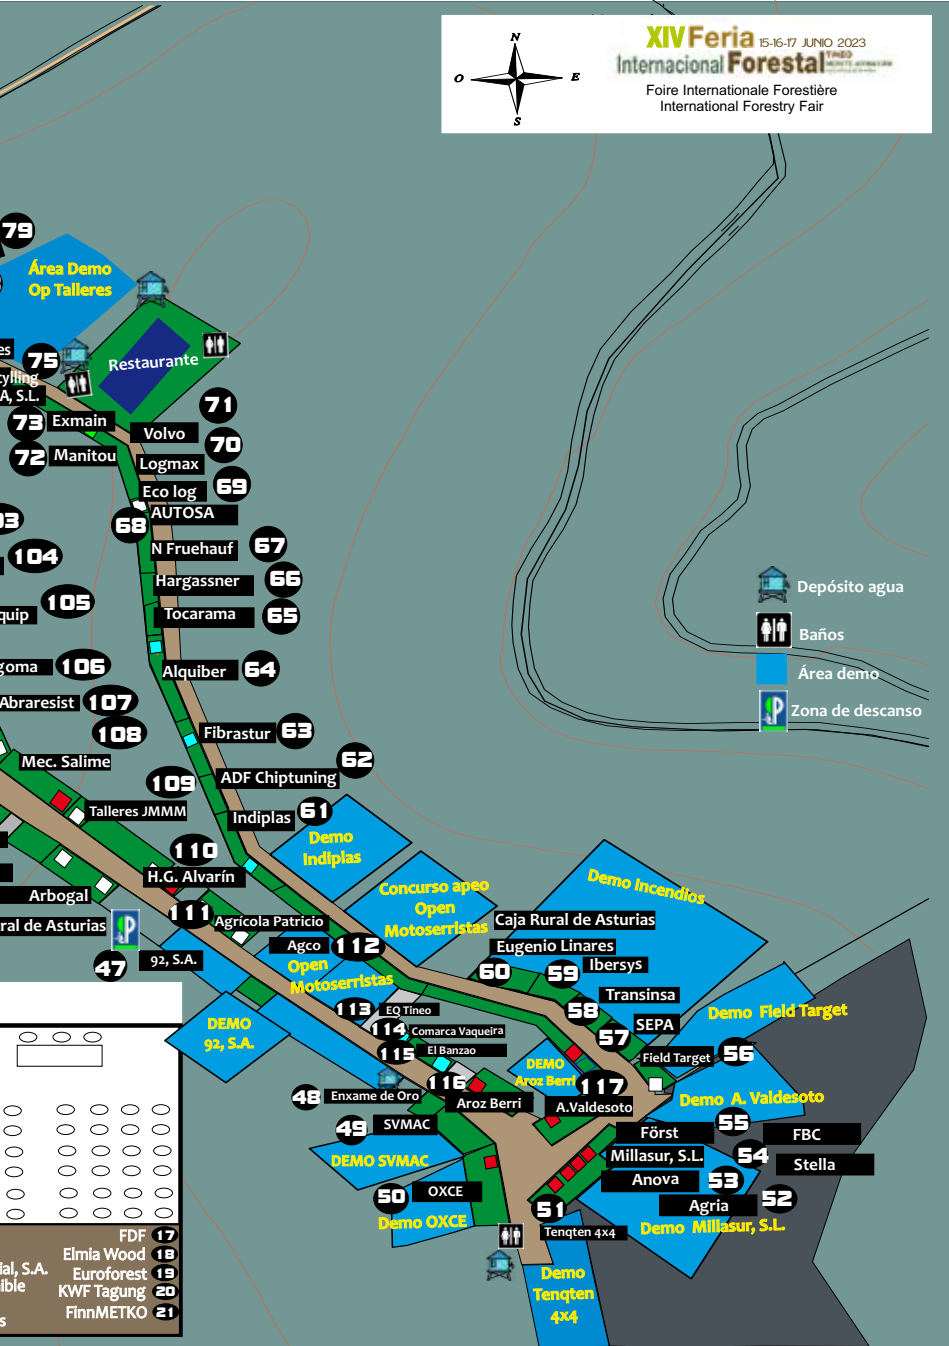 XIV Feria 15-16-17 JUNIO 2023
Internacional Forestal TINEO
Foire Internationale Forestière
International Forestry Fair
N
O
E
S
79
Área Demo
Op Talleres
75
Restaurante
A, S.L.
73
Exmain
71
Volvo
72
Manitou
70
Logmax
69
Eco log
68
AUTOSA
67
N Fruehauf
104
66
Hargassner
105
65
Tocarama
106
64
Alquiber
Abraresist
107
108
63
Fibrastur
Mec. Salime
62
ADF Chiptuning
109
Talleres JMMM
61
Indiplas
Demo
Indiplas
110
H.G. Alvarín
Arbogal
111
Agrícola Patricio
ral de Asturias
47
92, S.A.
Agco
112
Open
Motoserristas
Concurso apeo
Open
Motoserristas
Demo Incendios
Caja Rural de Asturias
Eugenio Linares
60
59
Ibersys
58
Transinsa
57
SEPA
Demo Field Target
Field Target
56
Depósito agua
Baños
Área demo
Zona de descanso
DEMO
92, S.A.
113
EQ Tineo
114
Comarca Vaqueira
115
El Banzao
116
Aroz Berri
DEMO
Aroz Berri
117
A.Valdesoto
Demo A. Valdesoto
48
Enxame de Oro
49
SVMAC
DEMO SVMAC
50
OXCE
Demo OXCE
55
Först
FBC
54
Millasur, S.L.
Stella
53
Anova
52
Agria
Demo Millasur, S.L.
51
Tenqten 4x4
Demo
Tenqten
4x4
FDF 17
Elmia Wood 18
ial, S.A.
Euroforest 19
KWF Tagung 20
FinnMETKO 21